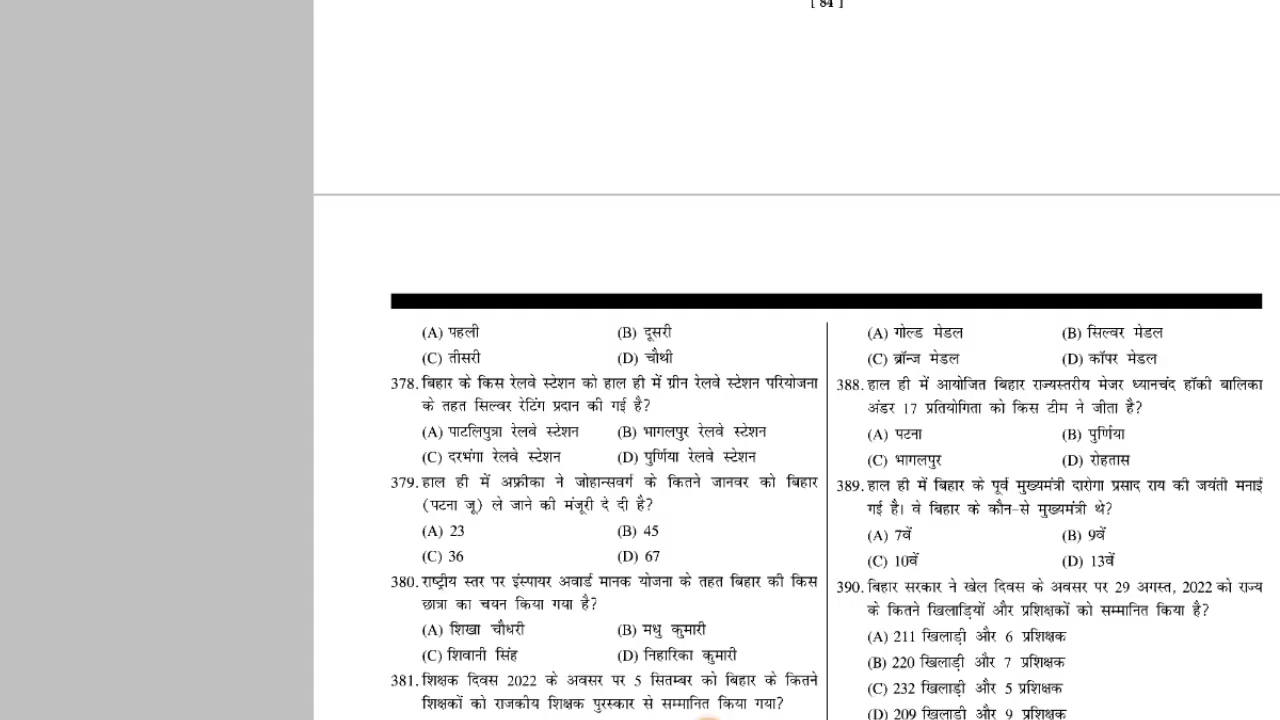 [ 84 ]
(A) पहली (B) दूसरी
(C) तीसरी (D) चौथी
378. बिहार के किस रेलवे स्टेशन को हाल ही में ग्रीन रेलवे स्टेशन परियोजना
के तहत सिल्वर रेटिंग प्रदान की गई है?
(A) पाटलिपुत्रा रेलवे स्टेशन (B) भागलपुर रेलवे स्टेशन
(C) दरभंगा रेलवे स्टेशन (D) पुर्णिया रेलवे स्टेशन
379. हाल ही में अफ्रीका ने जोहान्सवर्ग के कितने जानवर को बिहार
(पटना जू) ले जाने की मंजूरी दे दी है?
(A) 23 (B) 45
(C) 36 (D) 67
380. राष्ट्रीय स्तर पर इंस्पायर अवार्ड मानक योजना के तहत बिहार की किस
छात्रा का चयन किया गया है?
(A) शिखा चौधरी (B) मधु कुमारी
(C) शिवानी सिंह (D) निहारिका कुमारी
381. शिक्षक दिवस 2022 के अवसर पर 5 सितम्बर को बिहार के कितने
शिक्षकों को राजकीय शिक्षक पुरस्कार से सम्मानित किया गया?
(A) गोल्ड मेडल (B) सिल्वर मेडल
(C) ब्रॉन्ज मेडल (D) कॉपर मेडल
388. हाल ही में आयोजित बिहार राज्यस्तरीय मेजर ध्यानचंद हॉकी बालिका
अंडर 17 प्रतियोगिता को किस टीम ने जीता है?
(A) पटना (B) पुर्णिया
(C) भागलपुर (D) रोहतास
389. हाल ही में बिहार के पूर्व मुख्यमंत्री दारोगा प्रसाद राय की जयंती मनाई
गई है। वे बिहार के कौन-से मुख्यमंत्री थे?
(A) 7वें (B) 9वें
(C) 10वें (D) 13वें
390. बिहार सरकार ने खेल दिवस के अवसर पर 29 अगस्त, 2022 को राज्य
के कितने खिलाड़ियों और प्रशिक्षकों को सम्मानित किया है?
(A) 211 खिलाड़ी और 6 प्रशिक्षक
(B) 220 खिलाड़ी और 7 प्रशिक्षक
(C) 232 खिलाड़ी और 5 प्रशिक्षक
(D) 209 खिलाड़ी और 9 प्रशिक्षक